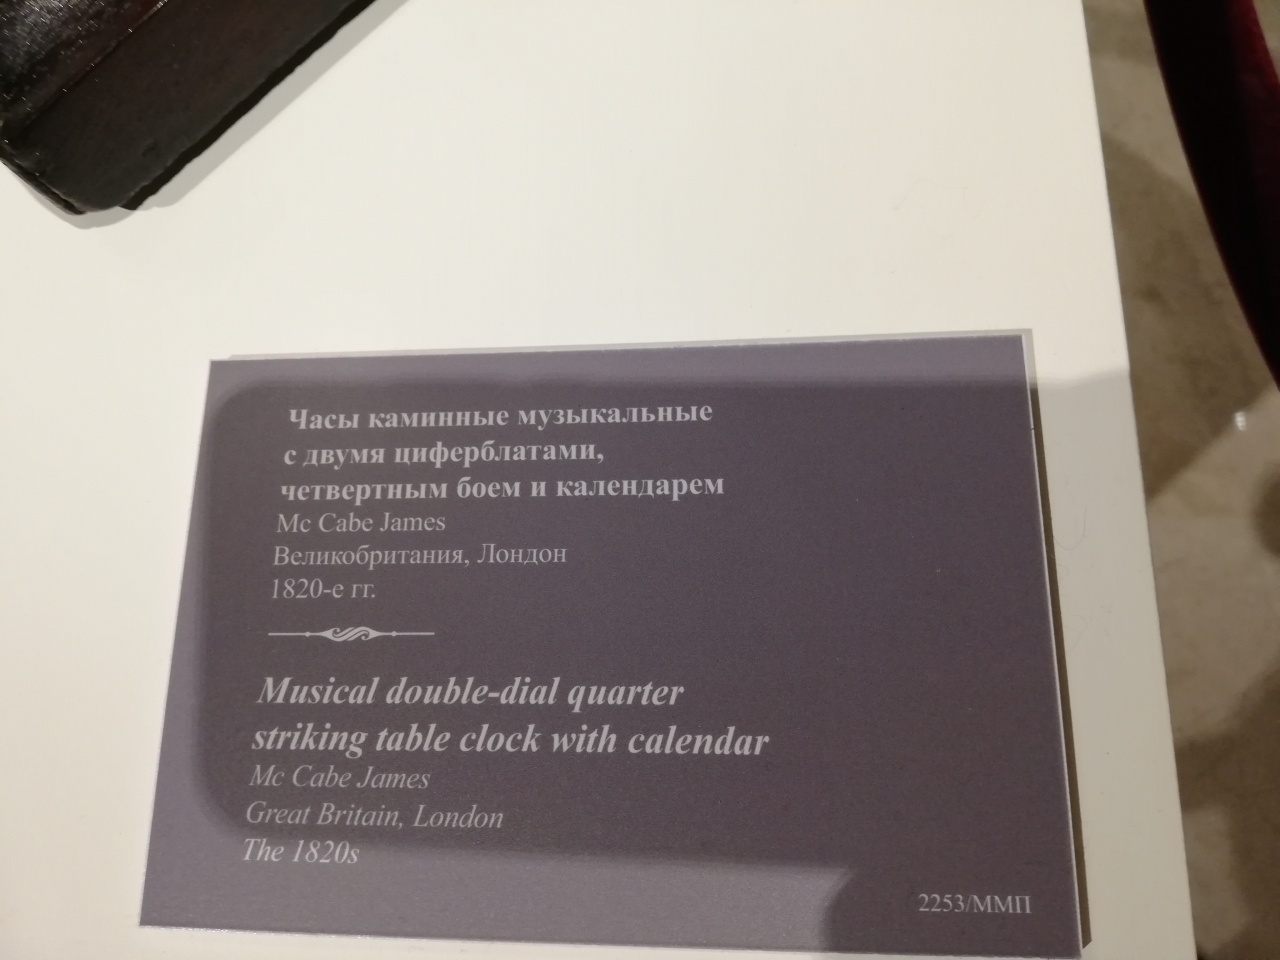 Часы каминные музыкальные
с двумя циферблатами,
четвертным боем и календарем
Mc Cabe James
Великобритания, Лондон
1820-е гг.
Musical double-dial quarter
striking table clock with calendar
Mc Cabe James
Great Britain, London
The 1820s
2253/ММП